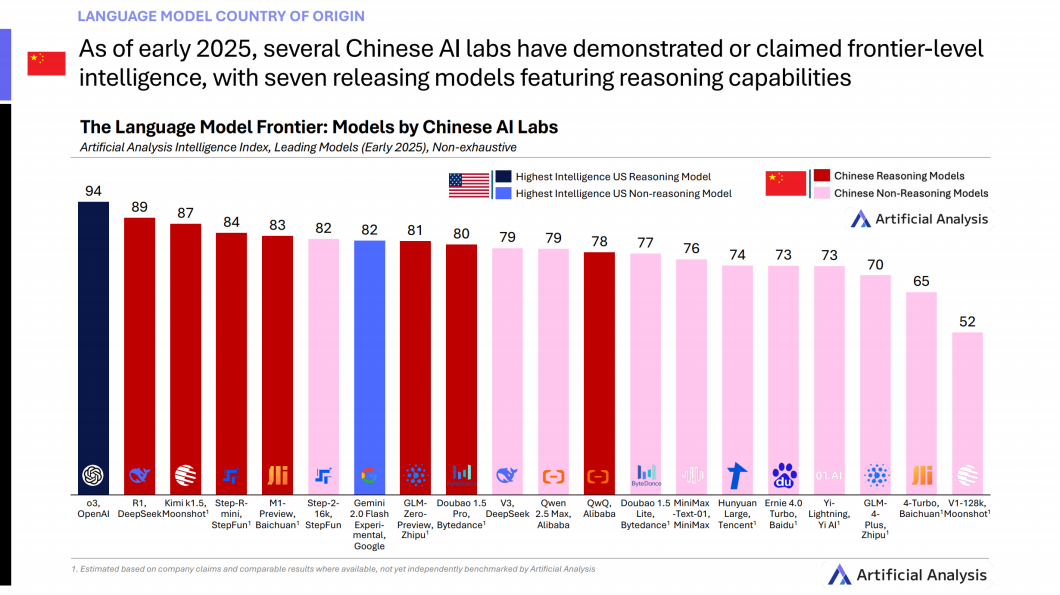 LANGUAGE MODEL COUNTRY OF ORIGIN
As of early 2025, several Chinese AI labs have demonstrated or claimed frontier-level
intelligence, with seven releasing models featuring reasoning capabilities
The Language Model Frontier: Models by Chinese AI Labs
Artificial Analysis Intelligence Index, Leading Models (Early 2025), Non-exhaustive
Highest Intelligence US Reasoning Model
Highest Intelligence US Non-reasoning Model
Chinese Reasoning Models
Chinese Non-Reasoning Models
Artificial Analysis
94
89
87
84
83
82
82
81
80
79
79
78
77
76
74
73
73
70
65
52
ByteDance
ByteDance
01.AI
o3,
OpenAI
R1,
DeepSeek
Kimi k1.5,
Moonshot¹
Step-R-
mini,
StepFun¹
M1-
Preview,
Baichuan¹
Step-2-
16k,
StepFun
Gemini
2.0 Flash
Experi-
mental,
Google
GLM-
Zero-
Preview,
Zhipu¹
Doubao 1.5
Pro,
Bytedance¹
V3,
DeepSeek
Qwen
2.5 Max,
Alibaba
QwQ,
Alibaba
Doubao 1.5
Lite,
Bytedance¹
MiniMax
-Text-01,
MiniMax
Hunyuan
Large,
Tencent¹
Ernie 4.0
Turbo,
Baidu¹
Yi-
Lightning,
Yi AI¹
GLM-
4-
Plus,
Zhipu¹
4-Turbo,
Baichuan¹
V1-128k,
Moonshot¹
1. Estimated based on company claims and comparable results where available, not yet independently benchmarked by Artificial Analysis
Artificial Analysis